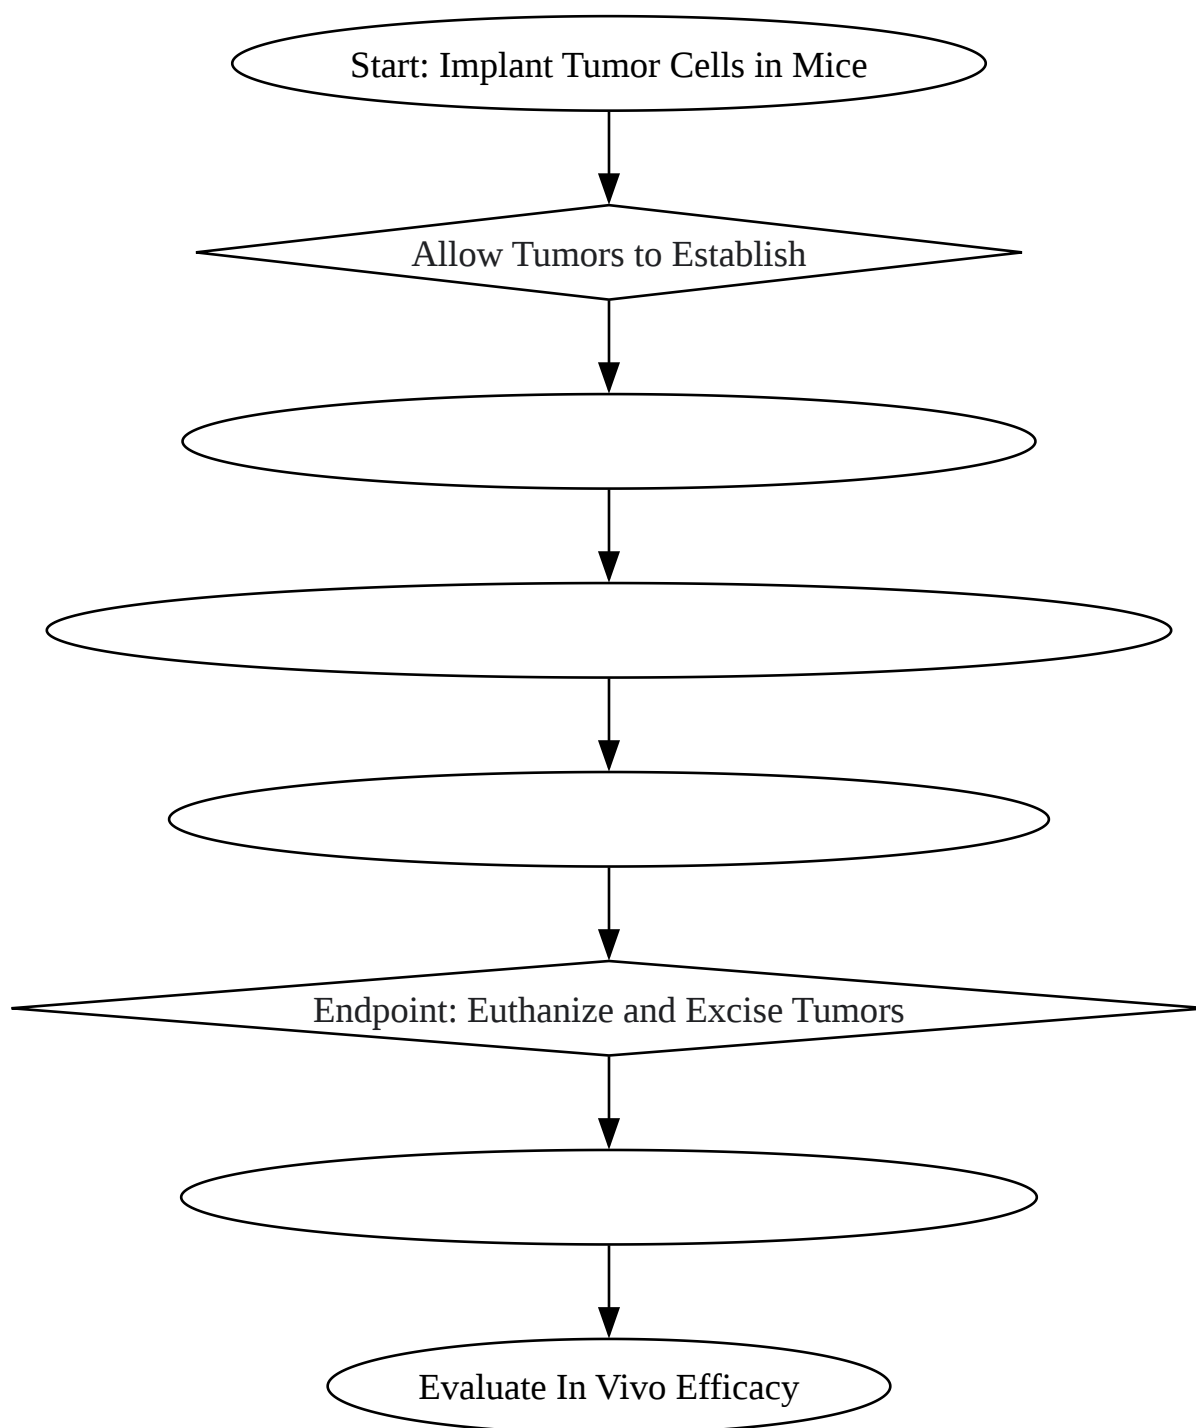 Start: Implant Tumor Cells in Mice
Allow Tumors to Establish
Endpoint: Euthanize and Excise Tumors
Evaluate In Vivo Efficacy